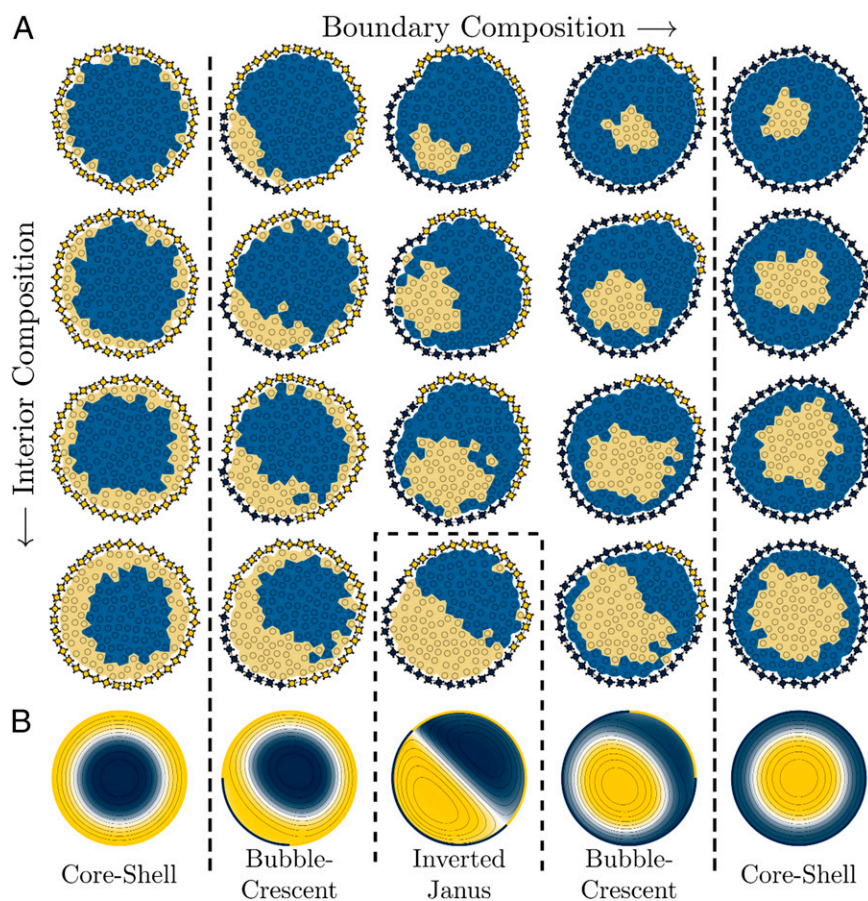 A
Boundary Composition →
← Interior Composition
B
Core-Shell
Bubble-
Crescent
Inverted
Janus
Bubble-
Crescent
Core-Shell